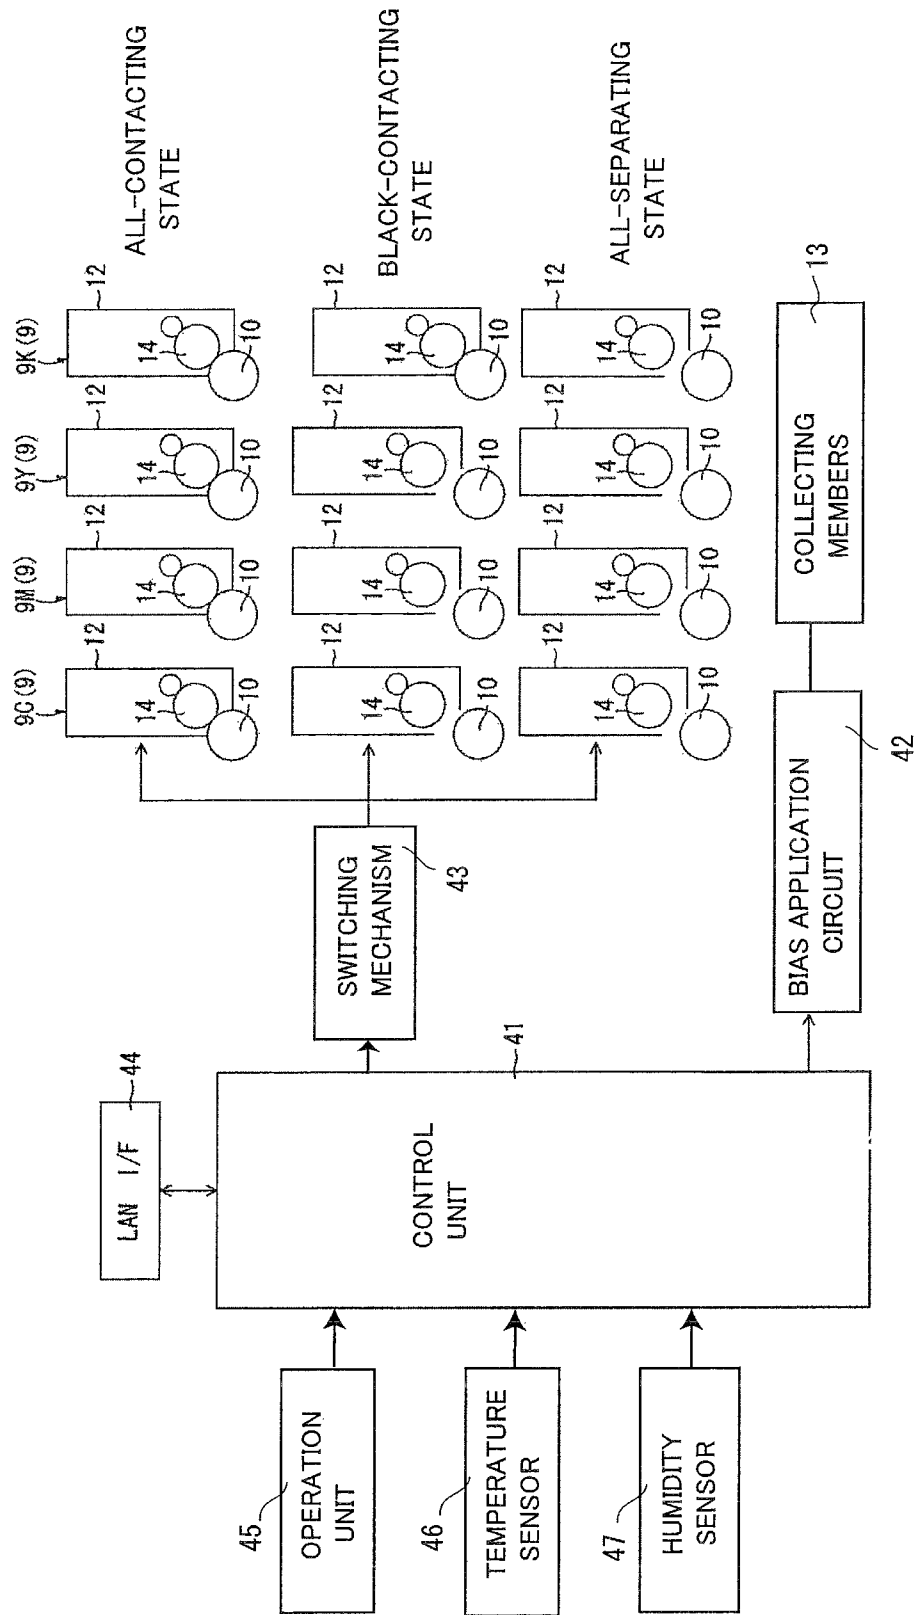 9C(9)
9M(9)
9Y(9)
9K(9)
12
12
12
12
14
14
14
14
10
10
10
10
ALL-CONTACTING
STATE
44
LAN I/F
12
12
12
12
14
14
14
14
10
10
10
10
BLACK-CONTACTING
STATE
SWITCHING
MECHANISM
43
45
OPERATION
UNIT
41
CONTROL
UNIT
12
12
12
12
14
14
14
14
10
10
10
10
ALL-SEPARATING
STATE
46
TEMPERATURE
SENSOR
47
HUMIDITY
SENSOR
BIAS APPLICATION
CIRCUIT
42
COLLECTING
MEMBERS
13